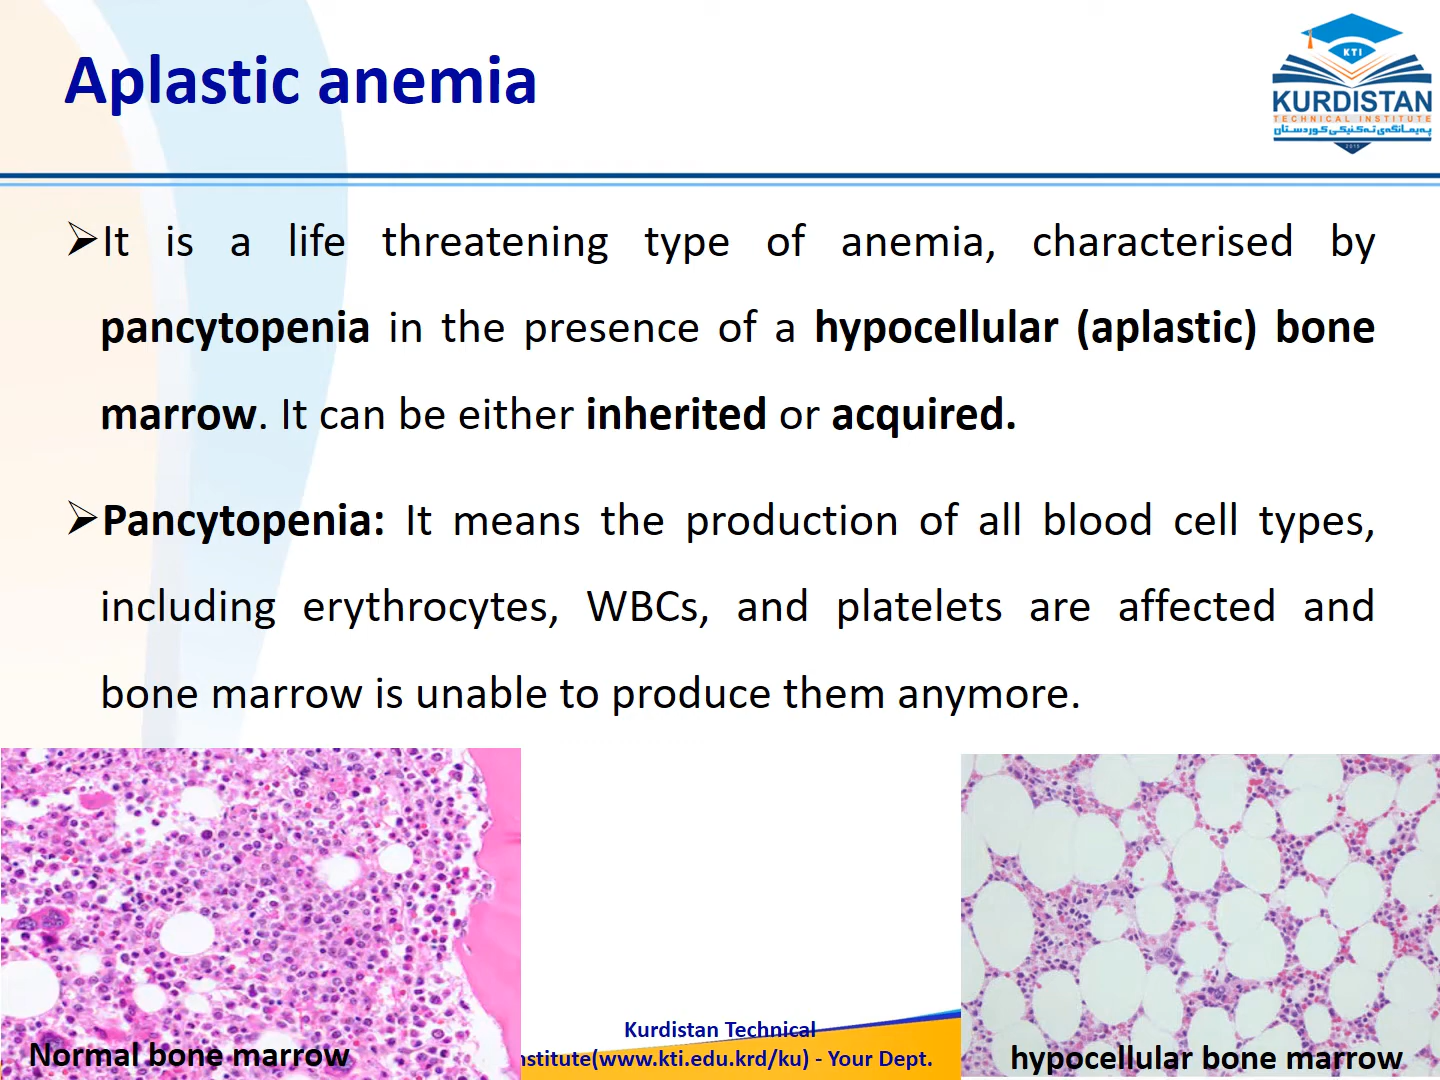 Aplastic anemia
KTI
KURDISTAN
TECHNICAL INSTITUTE
پەیمانگەی تەکنیکی کوردستان
2015
➢It is a life threatening type of anemia, characterised by
pancytopenia in the presence of a hypocellular (aplastic) bone
marrow. It can be either inherited or acquired.
➢Pancytopenia: It means the production of all blood cell types,
including erythrocytes, WBCs, and platelets are affected and
bone marrow is unable to produce them anymore.
Kurdistan Technical
nstitute(www.kti.edu.krd/ku) - Your Dept.
Normal bone marrow
hypocellular bone marrow